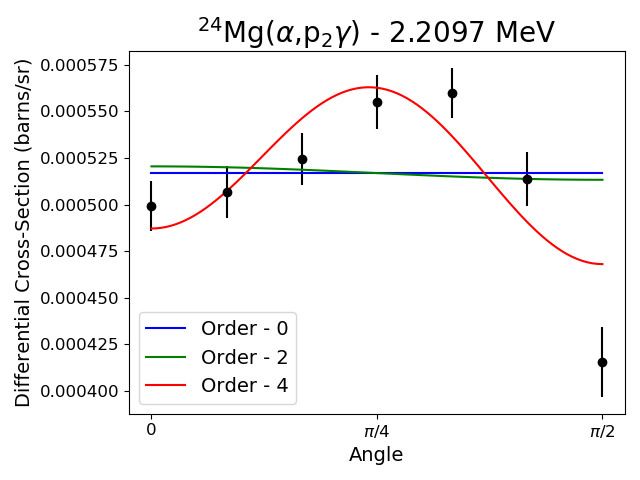 ²⁴Mg(α,p₂γ) - 2.2097 MeV
Differential Cross-Section (barns/sr)
0.000575
0.000550
0.000525
0.000500
0.000475
0.000450
0.000425
0.000400
Order - 0
Order - 2
Order - 4
0 π/4 π/2
Angle